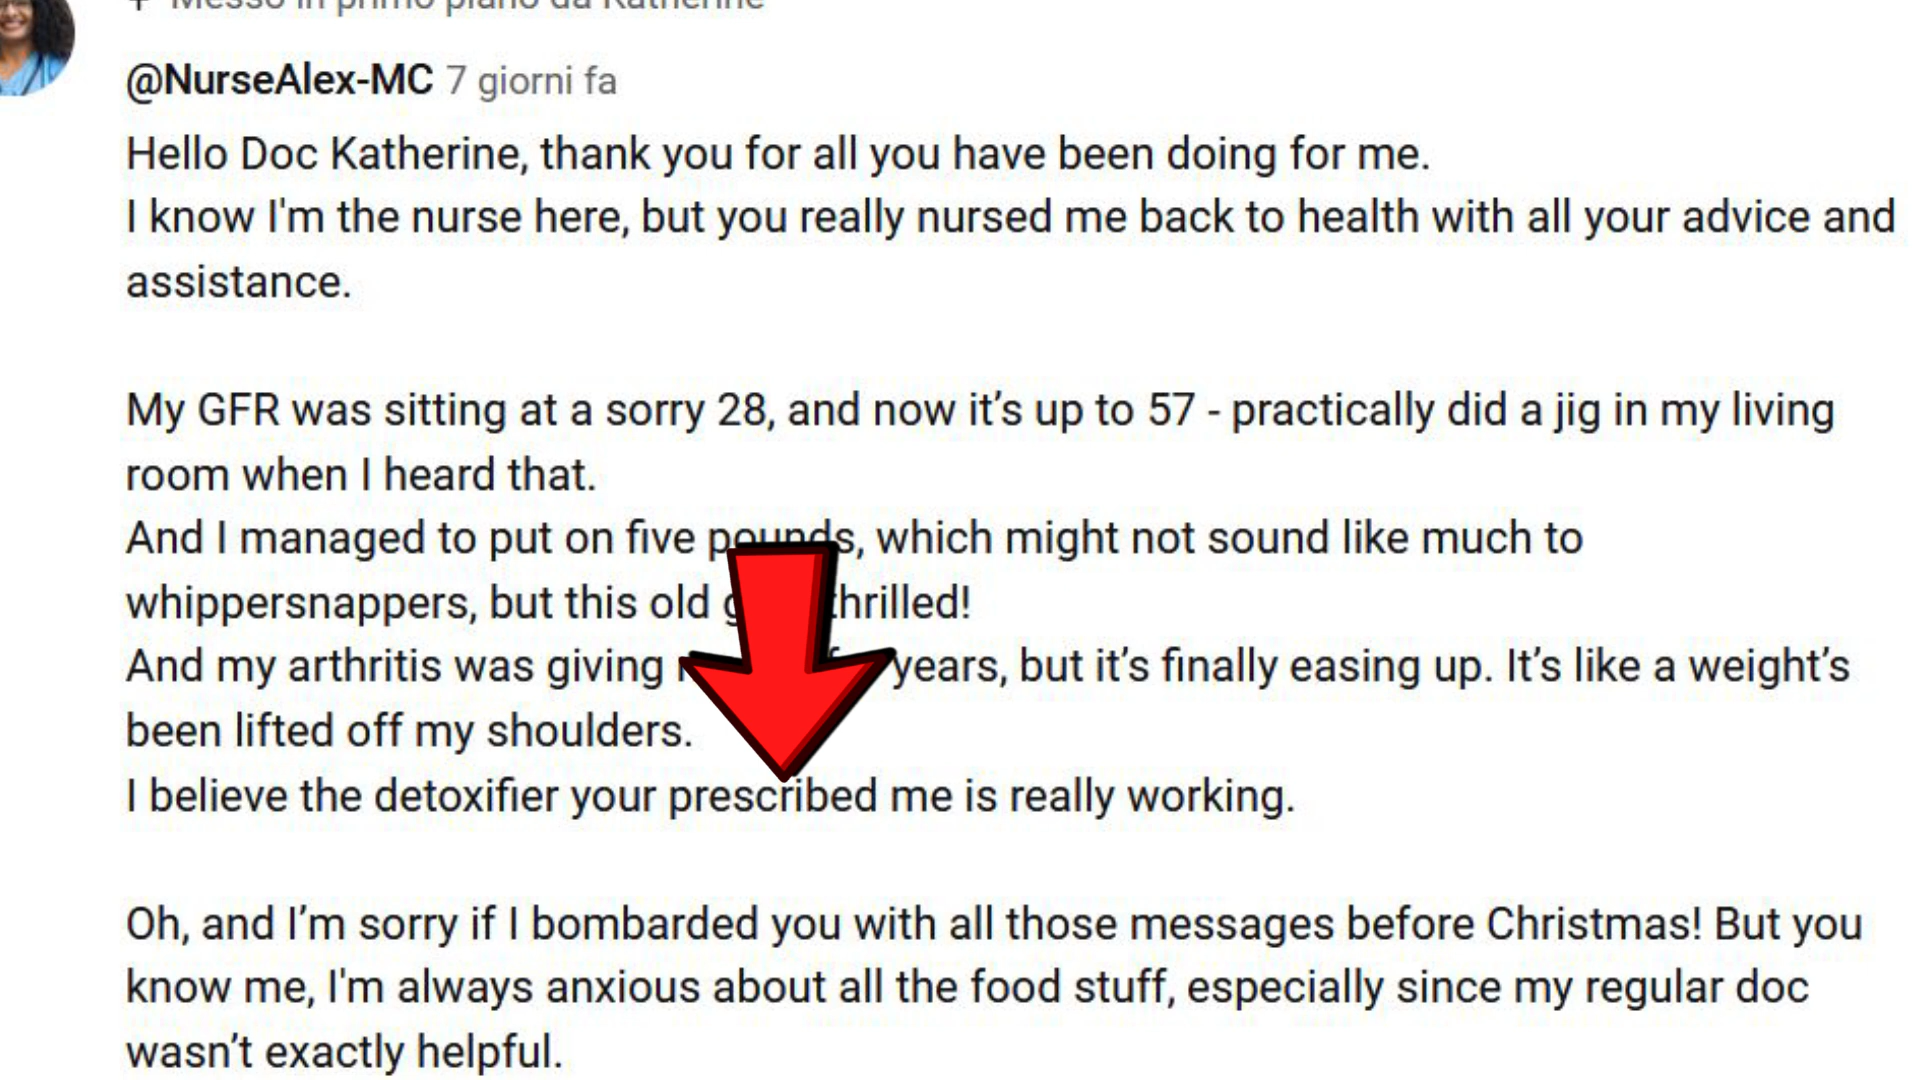 Messo in primo piano da Katherine
@NurseAlex-MC 7 giorni fa
Hello Doc Katherine, thank you for all you have been doing for me.
I know I'm the nurse here, but you really nursed me back to health with all your advice and
assistance.
My GFR was sitting at a sorry 28, and now it’s up to 57 - practically did a jig in my living
room when I heard that.
And I managed to put on five pounds, which might not sound like much to
whippersnappers, but this old thrilled!
And my arthritis was giving years, but it’s finally easing up. It’s like a weight’s
been lifted off my shoulders.
I believe the detoxifier your prescribed me is really working.
Oh, and I’m sorry if I bombarded you with all those messages before Christmas! But you
know me, I'm always anxious about all the food stuff, especially since my regular doc
wasn’t exactly helpful.